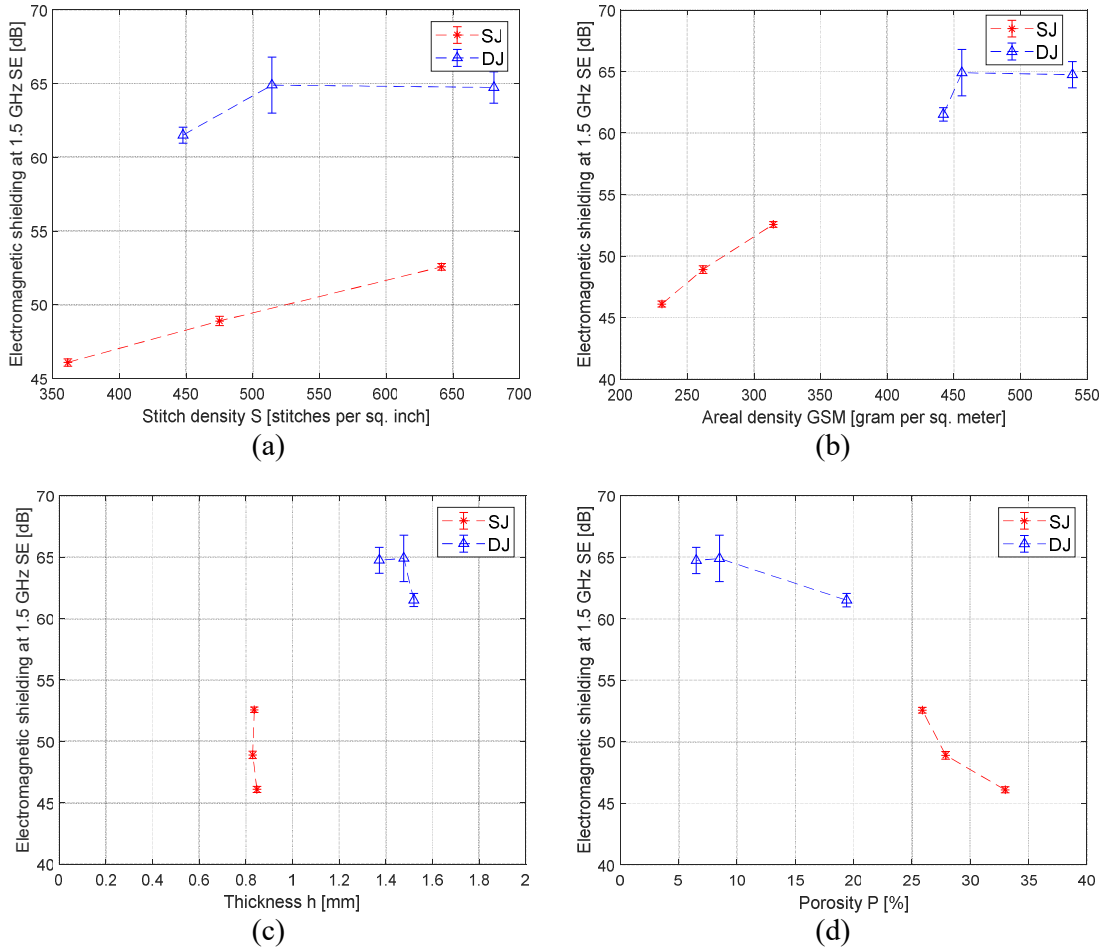 Electromagnetic shielding at 1.5 GHz SE [dB]
70
65
60
55
50
45
350 400 450 500 550 600 650 700
Stitch density S [stitches per sq. inch]
SJ
DJ
(a)
Electromagnetic shielding at 1.5 GHz SE [dB]
70
65
60
55
50
45
40
200 250 300 350 400 450 500 550
Areal density GSM [gram per sq. meter]
SJ
DJ
(b)
Electromagnetic shielding at 1.5 GHz SE [dB]
70
65
60
55
50
45
40
0 0.2 0.4 0.6 0.8 1 1.2 1.4 1.6 1.8 2
Thickness h [mm]
SJ
DJ
(c)
Electromagnetic shielding at 1.5 GHz SE [dB]
70
65
60
55
50
45
40
0 5 10 15 20 25 30 35 40
Porosity P [%]
SJ
DJ
(d)